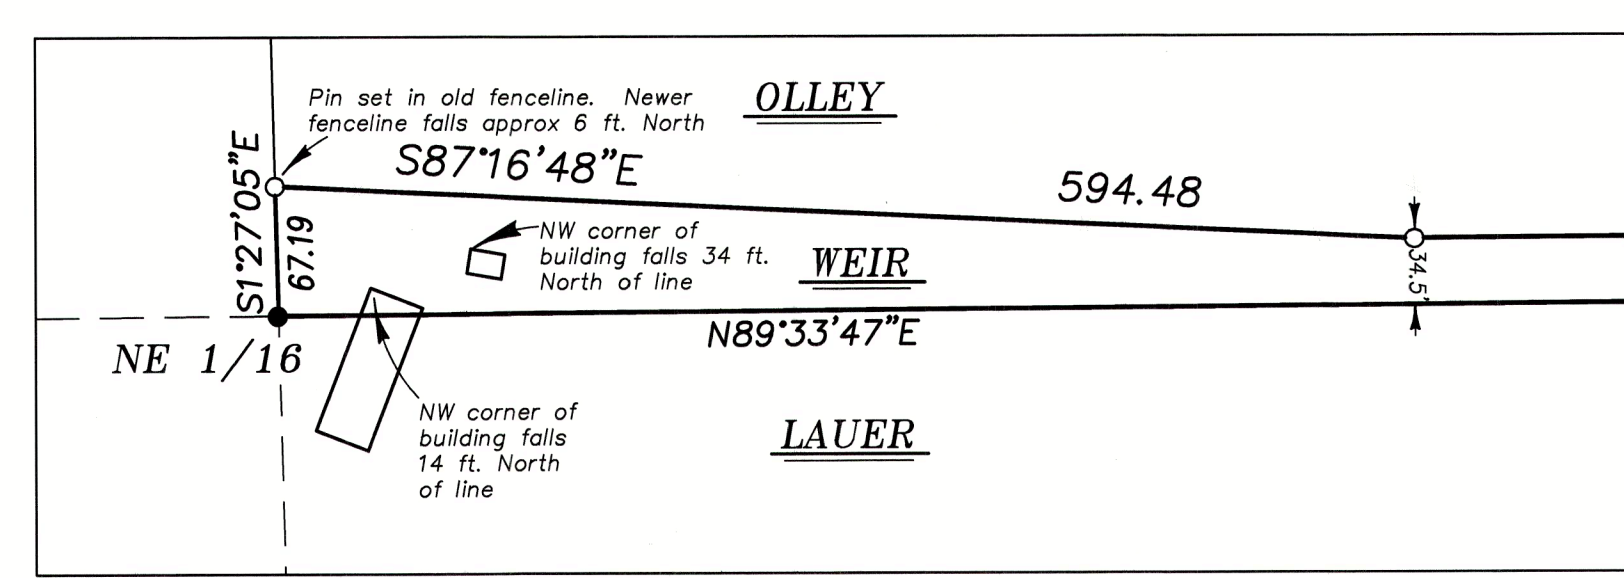 Pin set in old fenceline. Newer
fenceline falls approx 6 ft. North
OLLEY
S87°16'48"E
594.48
S1°27'05"E
67.19
NW corner of
building falls 34 ft.
North of line
WEIR
34.5'
N89°33'47"E
NE 1/16
NW corner of
building falls
14 ft. North
of line
LAUER